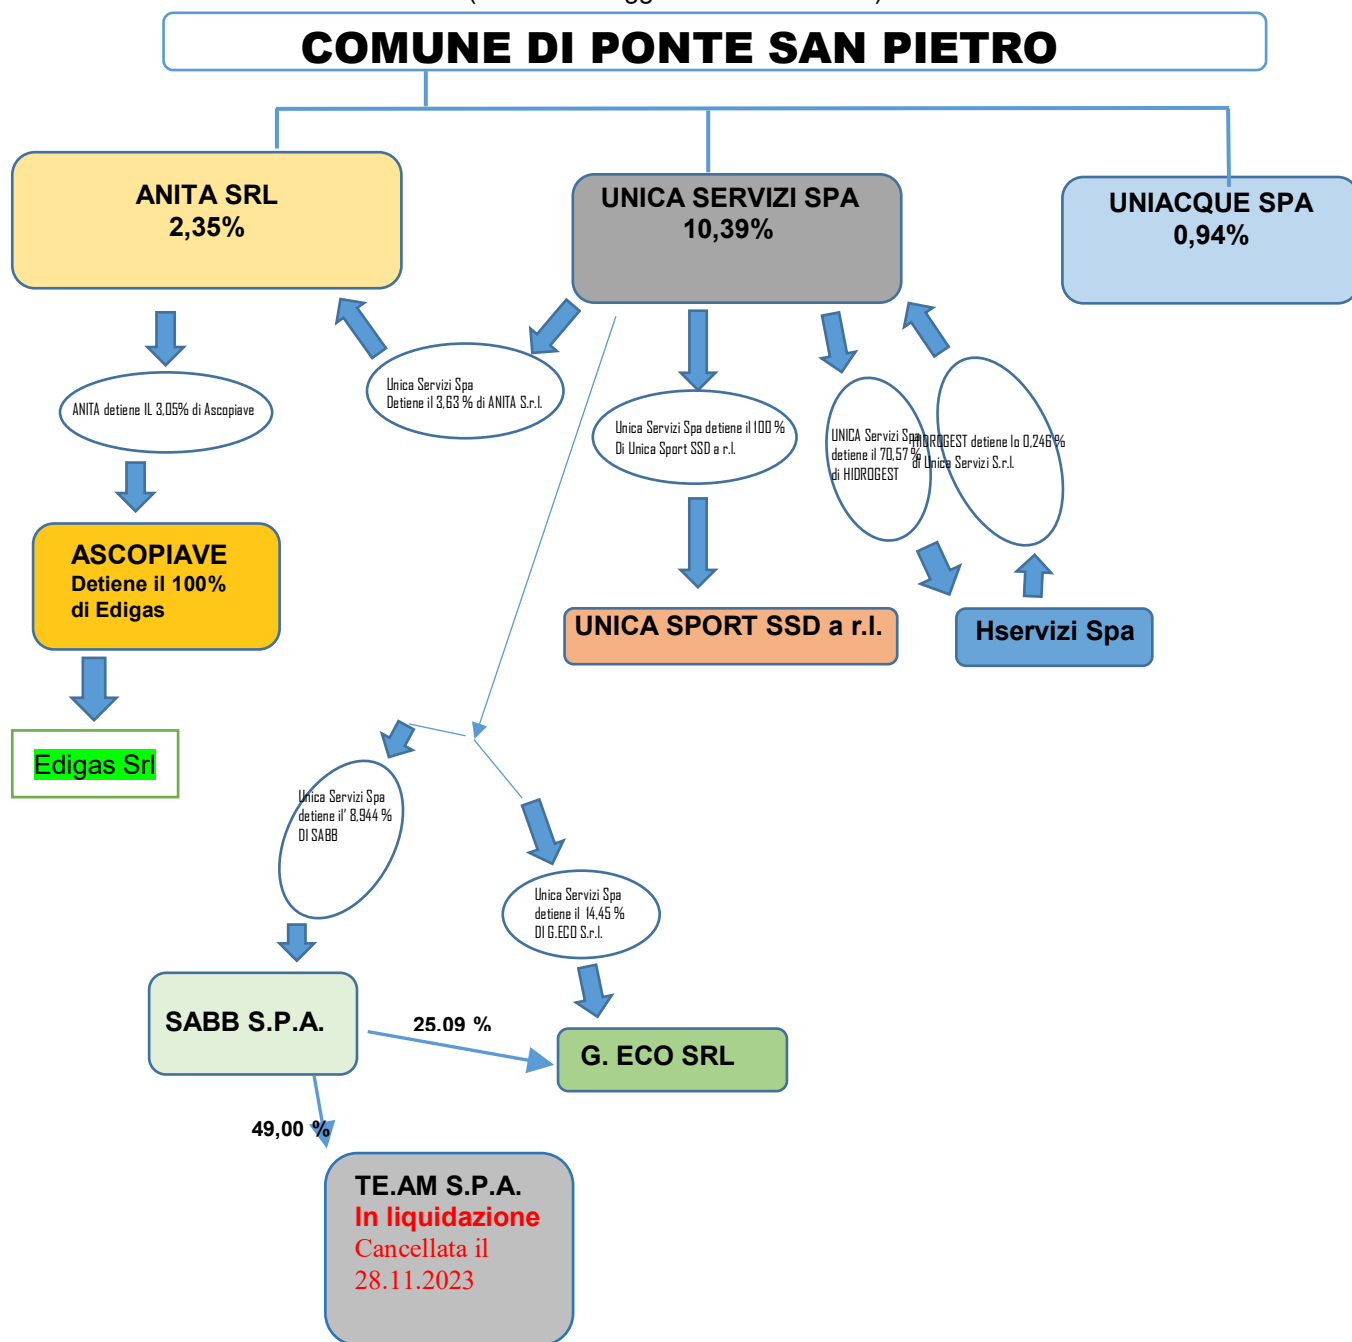 COMUNE DI PONTE SAN PIETRO
ANITA SRL
2,35%
UNICA SERVIZI SPA
10,39%
UNIACQUE SPA
0,94%
ANITA detiene IL 3,05% di Ascopiave
Unica Servizi Spa
Detiene il 3,63 % di ANITA S.r.l.
Unica Servizi Spa detiene il 100 %
Di Unica Sport SSD a r.l.
UNICA Servizi Spa
detiene il 70,57 %
di HIDROGEST
HIDROGEST detiene lo 0,246 %
di Unica Servizi S.r.l.
ASCOPIAVE
Detiene il 100%
di Edigas
UNICA SPORT SSD a r.l.
Hservizi Spa
Edigas Srl
Unica Servizi Spa
detiene il' 8,944 %
DI SABB
Unica Servizi Spa
detiene il 14,45 %
DI G.ECO S.r.l.
SABB S.P.A.
25.09 %
G. ECO SRL
49,00 %
TE.AM S.P.A.
In liquidazione
Cancellata il
28.11.2023